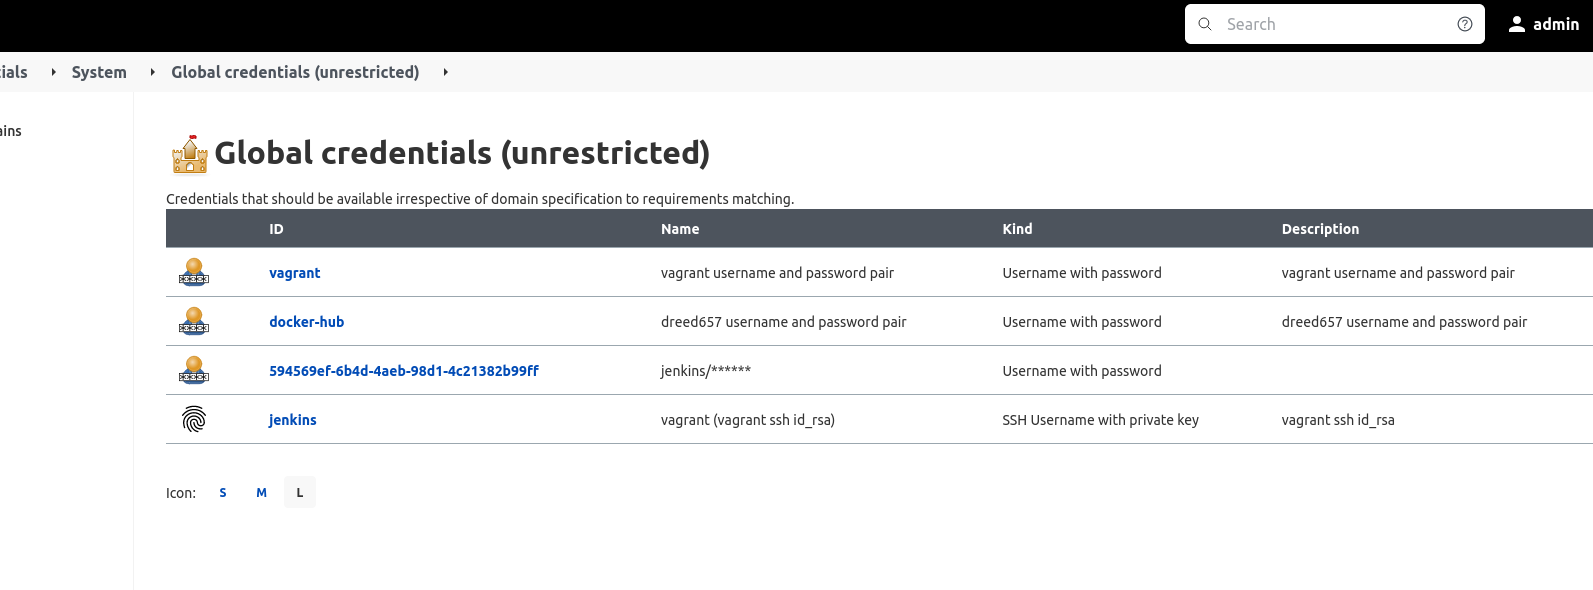 Search
admin
ials System Global credentials (unrestricted)
ains
Global credentials (unrestricted)
Credentials that should be available irrespective of domain specification to requirements matching.
ID Name Kind Description
vagrant vagrant username and password pair Username with password vagrant username and password pair
docker-hub dreed657 username and password pair Username with password dreed657 username and password pair
594569ef-6b4d-4aeb-98d1-4c21382b99ff jenkins/****** Username with password
jenkins vagrant (vagrant ssh id_rsa) SSH Username with private key vagrant ssh id_rsa
Icon: S M L